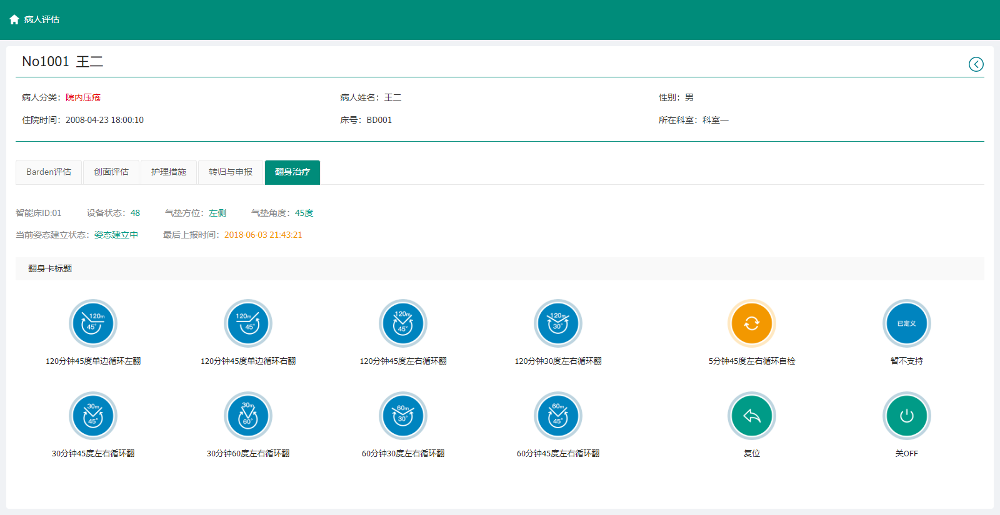 病人评估
No1001 王二
病人分类：院内压疮 病人姓名：王二 性别：男
住院时间：2008-04-23 18:00:10 床号：BD001 所在科室：科室一
Barden评估 创面评估 护理措施 转归与申报 翻身治疗
智能床ID:01 设备状态：48 气垫方位：左侧 气垫角度：45度
当前姿态建立状态：姿态建立中 最后上报时间：2018-06-03 21:43:21
翻身卡标题
120m 120m 120m 120m
45° 45° 45° 30° 已定义
120分钟45度单边循环左翻 120分钟45度单边循环右翻 120分钟45度左右循环翻 120分钟30度左右循环翻 5分钟45度左右循环自检 暂不支持
30m 30m 60m 60m
45° 60° 30° 45°
30分钟45度左右循环翻 30分钟60度左右循环翻 60分钟30度左右循环翻 60分钟45度左右循环翻 复位 关OFF